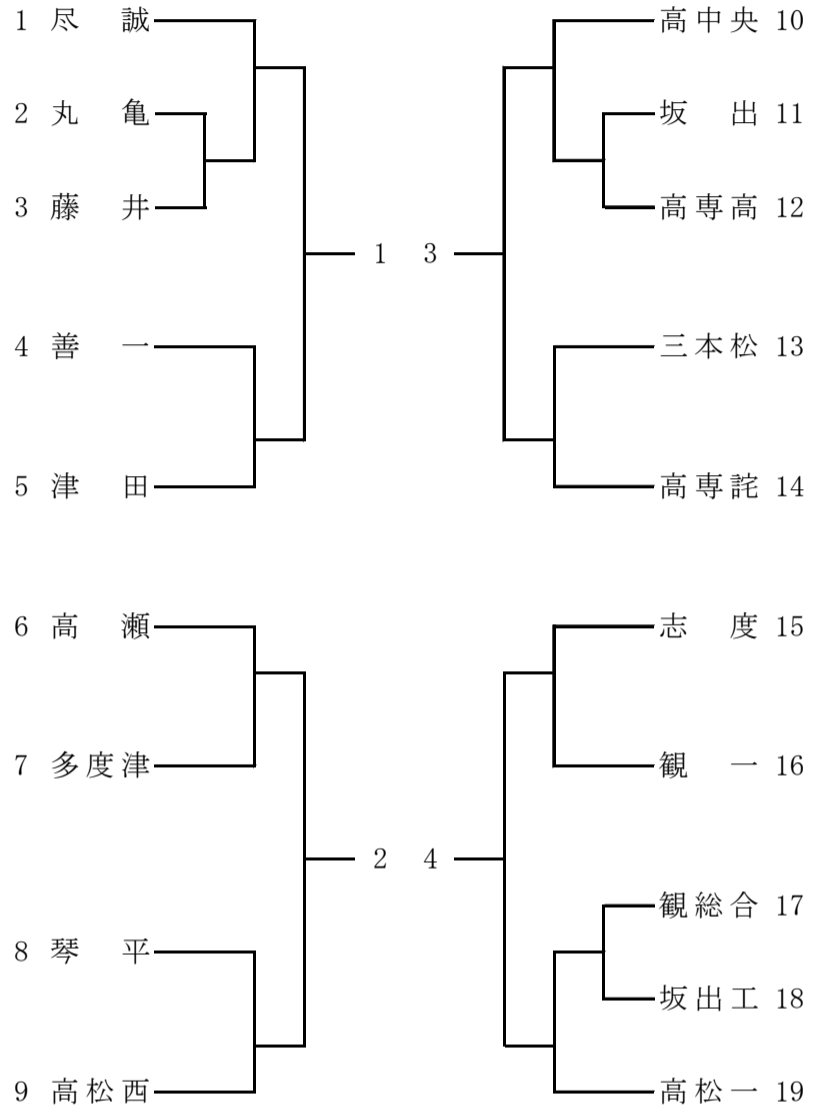 1 尽 誠
2 丸 亀
3 藤 井
4 善 一
5 津 田
6 高 瀬
7 多度津
8 琴 平
9 高松西
1 3
2 4
高中央 10
坂 出 11
高専高 12
三本松 13
高専詫 14
志 度 15
観 一 16
観総合 17
坂出工 18
高松一 19